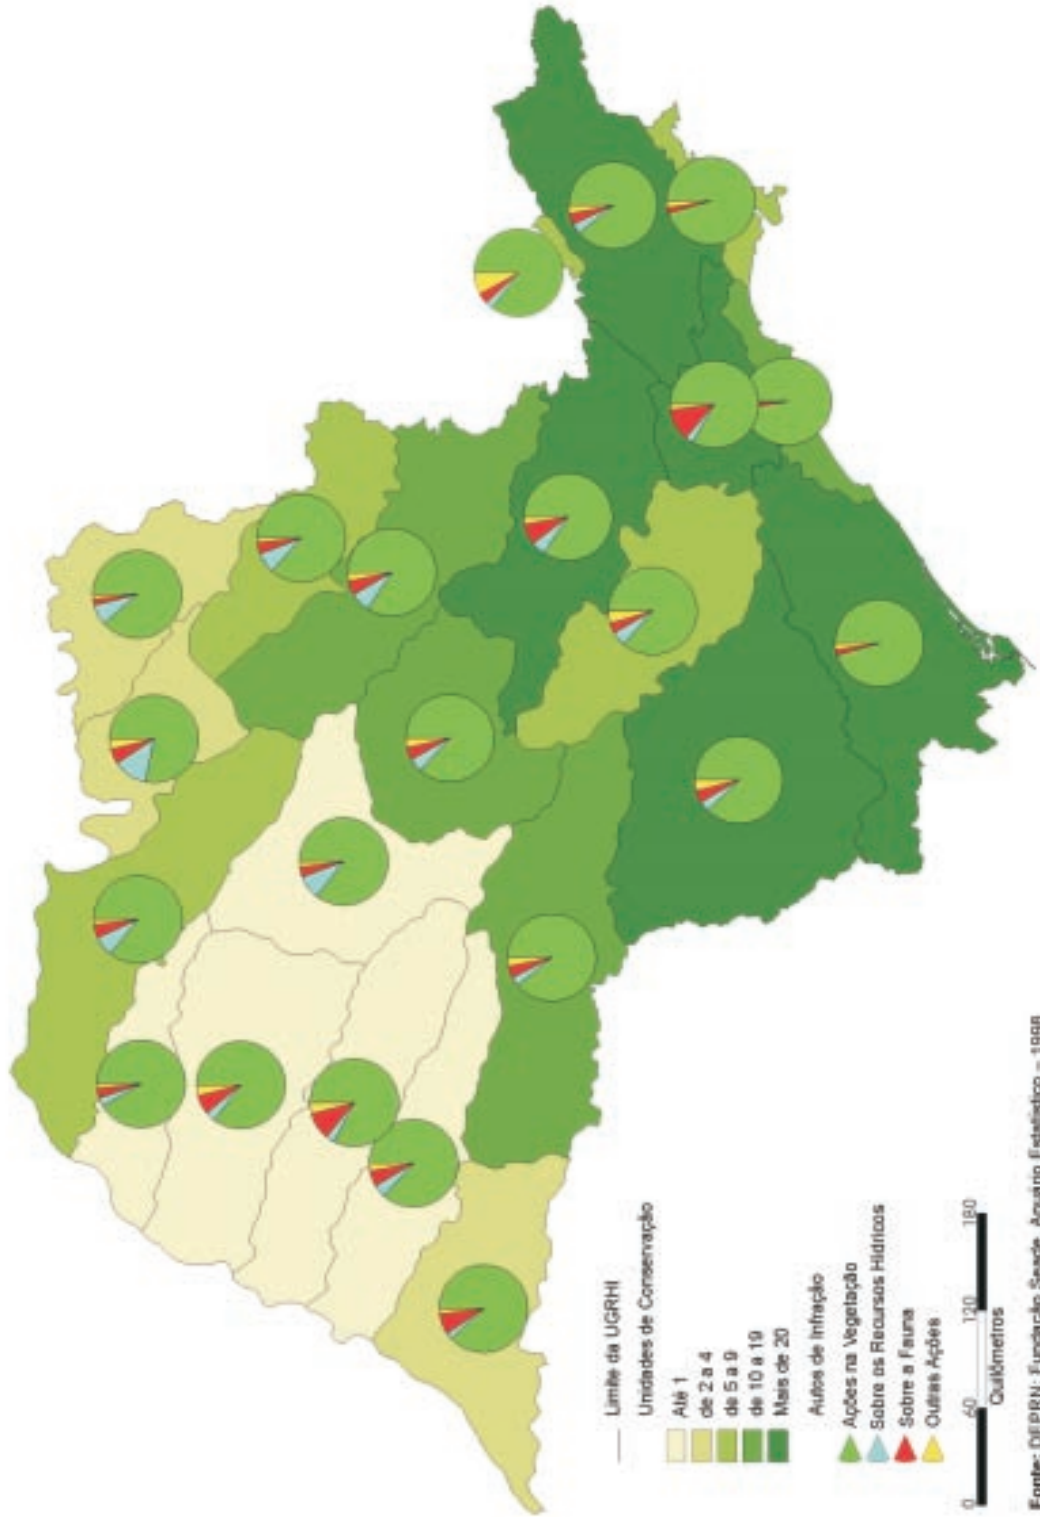 Limite da UGRHI
Unidades de Conservação
Até 1
de 2 a 4
de 5 a 9
de 10 a 19
Mais de 20
Autos de Infração
Ações na Vegetação
Sobre os Recursos Hídricos
Sobre a Fauna
Outras Ações
0 60 120 180
Quilômetros
Fonte: DEPRN; Fundação Seade, Anuário Estatístico – 1998